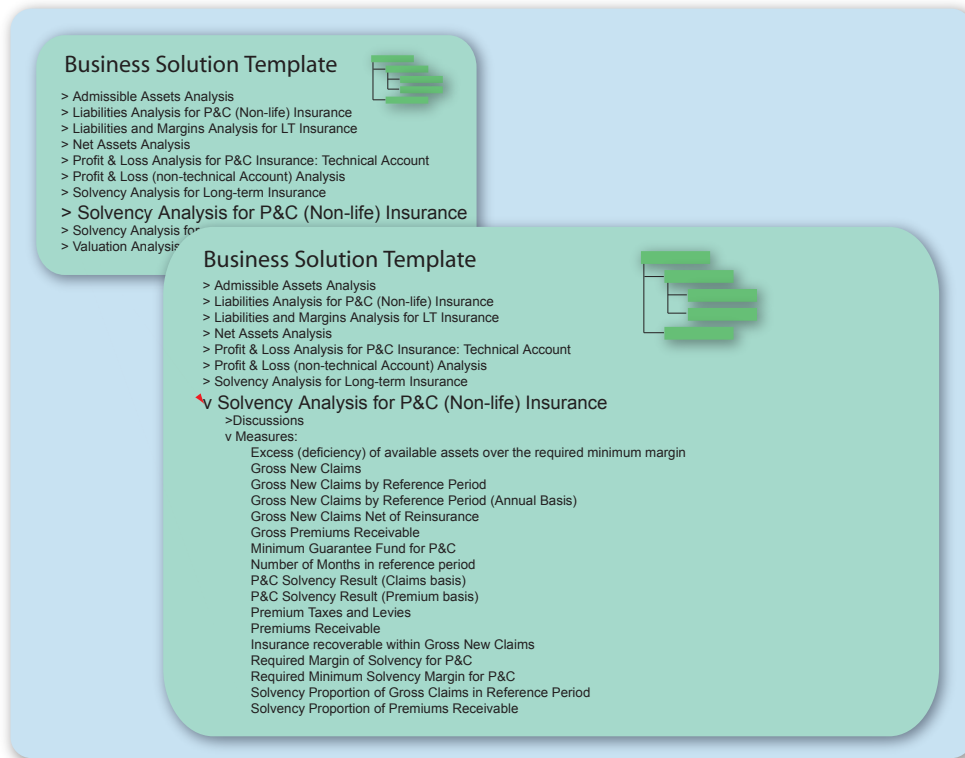 Business Solution Template
> Admissible Assets Analysis
> Liabilities Analysis for P&C (Non-life) Insurance
> Liabilities and Margins Analysis for LT Insurance
> Net Assets Analysis
> Profit & Loss Analysis for P&C Insurance: Technical Account
> Profit & Loss (non-technical Account) Analysis
> Solvency Analysis for Long-term Insurance
> Solvency Analysis for P&C (Non-life) Insurance
> Solvency Analysis for
> Valuation Analysis
Business Solution Template
> Admissible Assets Analysis
> Liabilities Analysis for P&C (Non-life) Insurance
> Liabilities and Margins Analysis for LT Insurance
> Net Assets Analysis
> Profit & Loss Analysis for P&C Insurance: Technical Account
> Profit & Loss (non-technical Account) Analysis
> Solvency Analysis for Long-term Insurance
v Solvency Analysis for P&C (Non-life) Insurance
>Discussions
v Measures:
Excess (deficiency) of available assets over the required minimum margin
Gross New Claims
Gross New Claims by Reference Period
Gross New Claims by Reference Period (Annual Basis)
Gross New Claims Net of Reinsurance
Gross Premiums Receivable
Minimum Guarantee Fund for P&C
Number of Months in reference period
P&C Solvency Result (Claims basis)
P&C Solvency Result (Premium basis)
Premium Taxes and Levies
Premiums Receivable
Insurance recoverable within Gross New Claims
Required Margin of Solvency for P&C
Required Minimum Solvency Margin for P&C
Solvency Proportion of Gross Claims in Reference Period
Solvency Proportion of Premiums Receivable